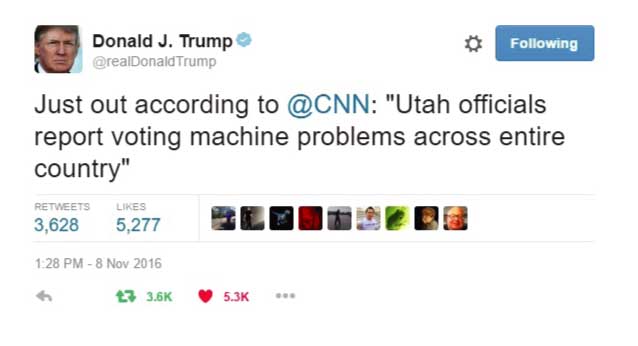 Donald J. Trump
@realDonaldTrump
Following
Just out according to @CNN: "Utah officials
report voting machine problems across entire
country"
RETWEETS LIKES
3,628 5,277
1:28 PM - 8 Nov 2016
3.6K 5.3K